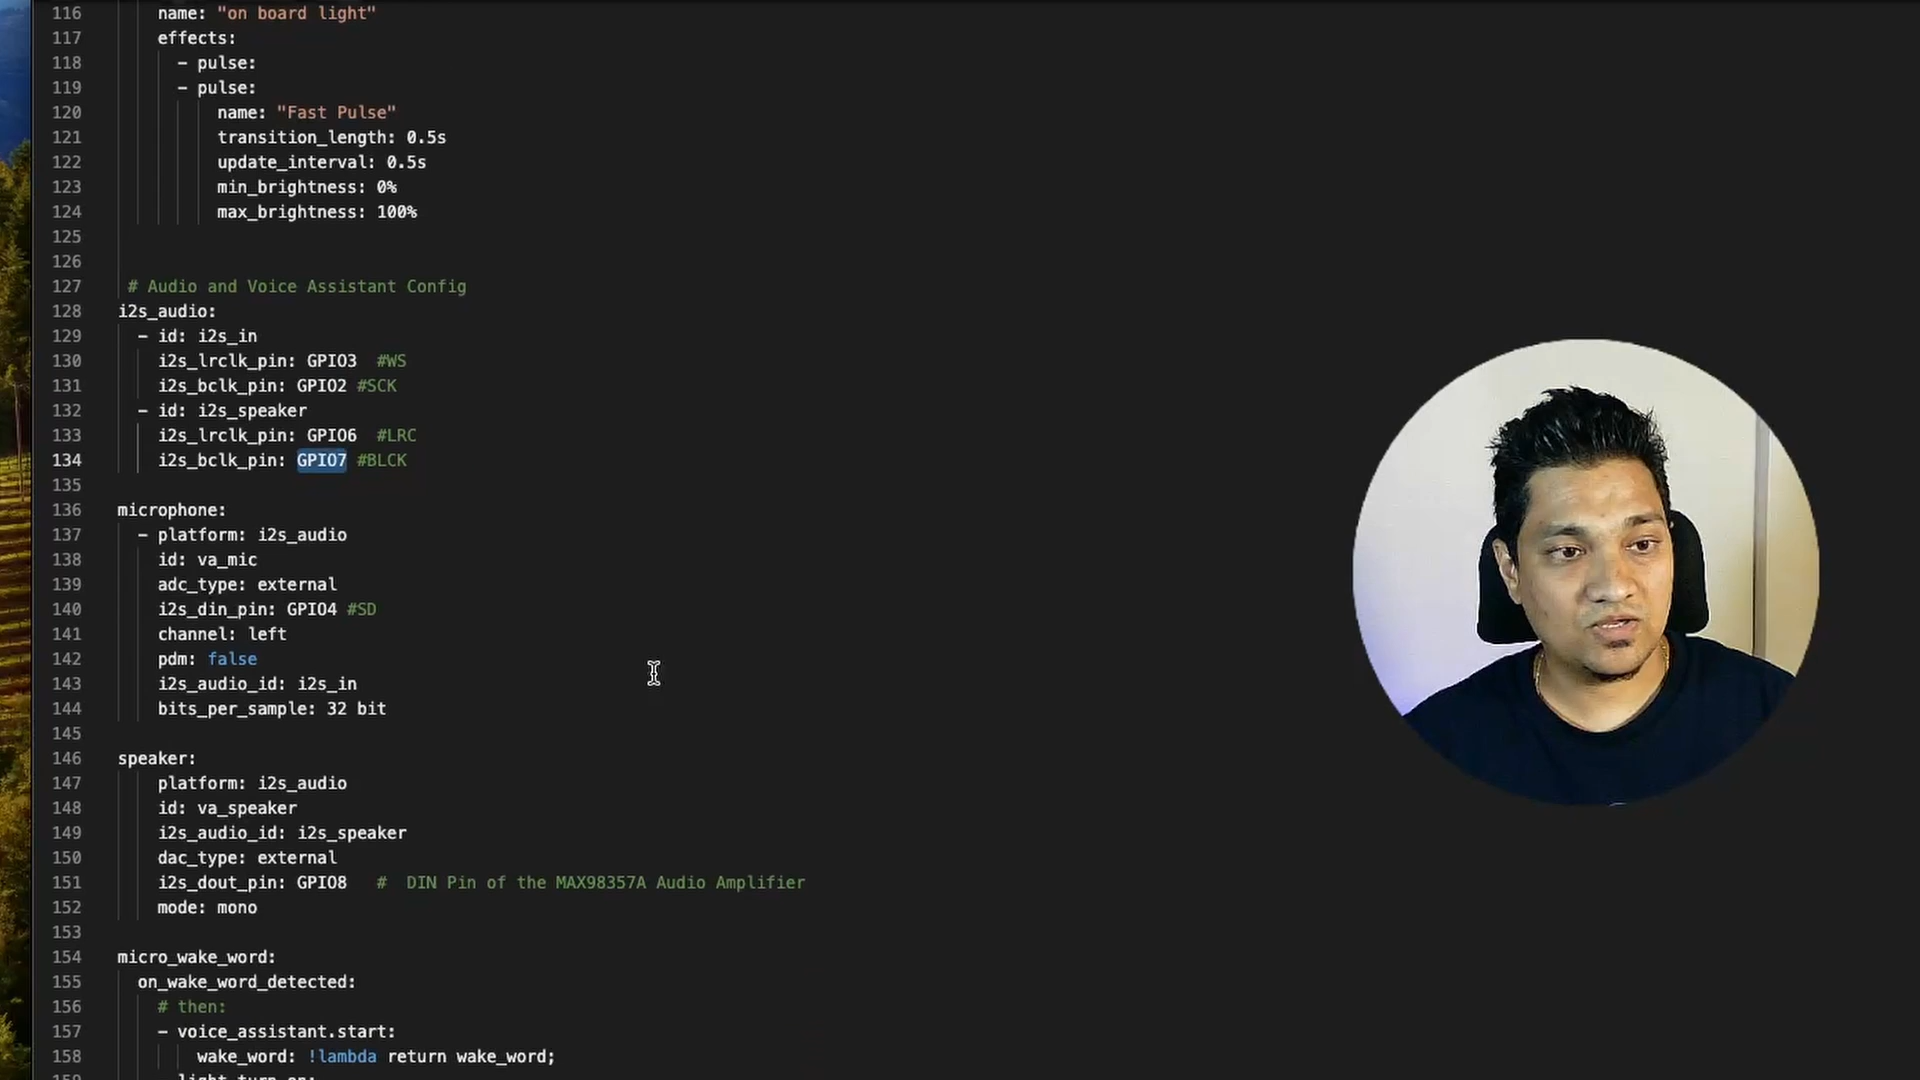 116 name: "on board light"
117 effects:
118 - pulse:
119 - pulse:
120 name: "Fast Pulse"
121 transition_length: 0.5s
122 update_interval: 0.5s
123 min_brightness: 0%
124 max_brightness: 100%
125
126
127 # Audio and Voice Assistant Config
128 i2s_audio:
129 - id: i2s_in
130 i2s_lrclk_pin: GPIO3 #WS
131 i2s_bclk_pin: GPIO2 #SCK
132 - id: i2s_speaker
133 i2s_lrclk_pin: GPIO6 #LRC
134 i2s_bclk_pin: GPIO7 #BLCK
135
136 microphone:
137 - platform: i2s_audio
138 id: va_mic
139 adc_type: external
140 i2s_din_pin: GPIO4 #SD
141 channel: left
142 pdm: false
143 i2s_audio_id: i2s_in
144 bits_per_sample: 32 bit
145
146 speaker:
147 platform: i2s_audio
148 id: va_speaker
149 i2s_audio_id: i2s_speaker
150 dac_type: external
151 i2s_dout_pin: GPIO8 # DIN Pin of the MAX98357A Audio Amplifier
152 mode: mono
153
154 micro_wake_word:
155 on_wake_word_detected:
156 # then:
157 - voice_assistant.start:
158 wake_word: !lambda return wake_word;
159 light.turn_on: